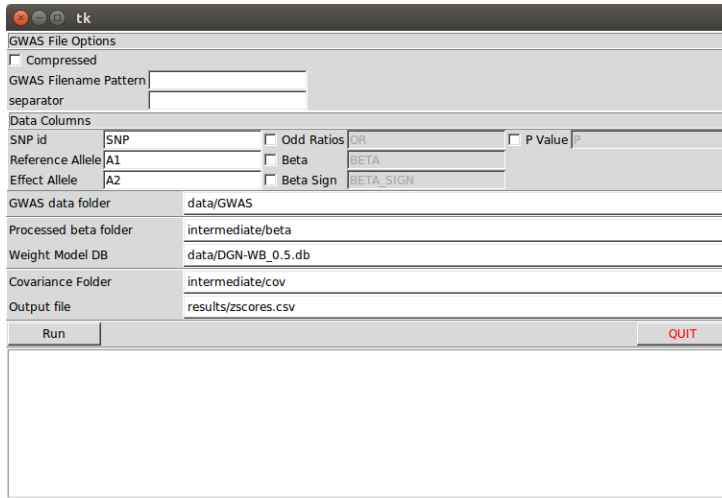 tk
GWAS File Options
Compressed
GWAS Filename Pattern
separator
Data Columns
SNP id SNP Odd Ratios OR P Value P
Reference Allele A1 Beta BETA
Effect Allele A2 Beta Sign BETA_SIGN
GWAS data folder data/GWAS
Processed beta folder intermediate/beta
Weight Model DB data/DGN-WB_0.5.db
Covariance Folder intermediate/cov
Output file results/zscores.csv
Run QUIT